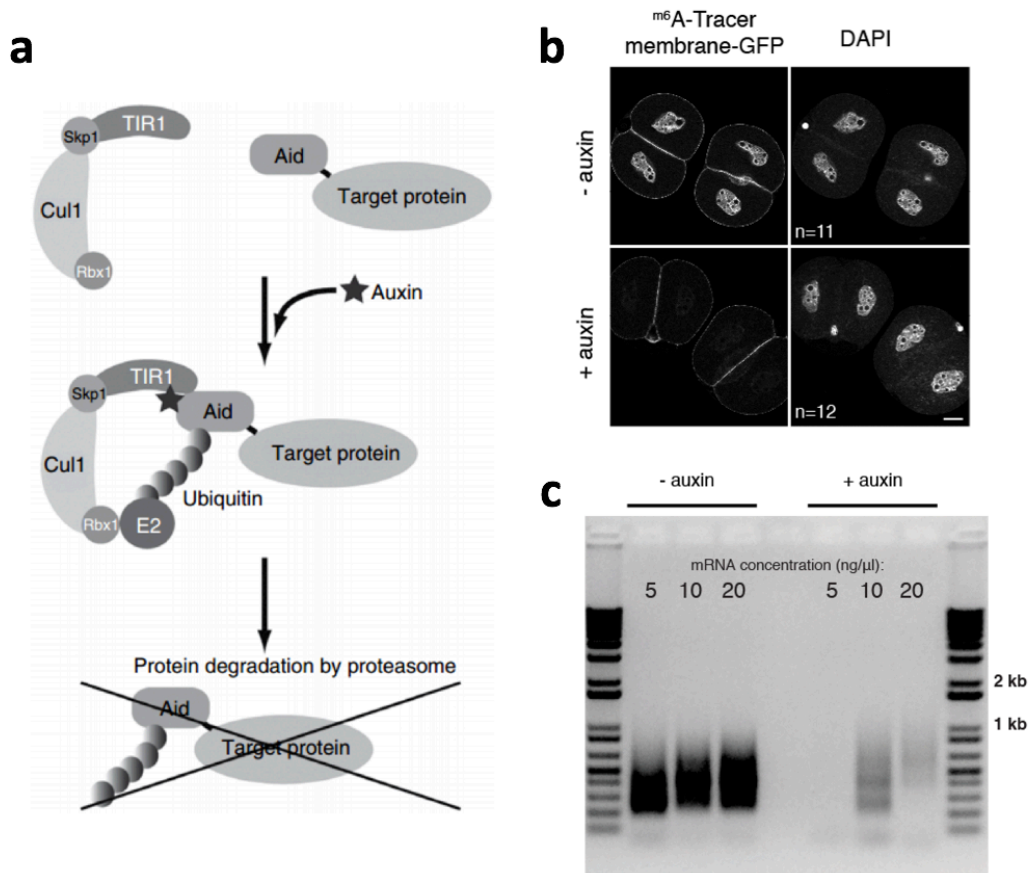 a
Skp1
TIR1
Cul1
Rbx1
Aid
Target protein
Auxin
Skp1
TIR1
Aid
Target protein
Cul1
Ubiquitin
Rbx1
E2
Protein degradation by proteasome
Aid
Target protein
b
m6A-Tracer
membrane-GFP
DAPI
- auxin
n=11
+ auxin
n=12
c
- auxin
+ auxin
mRNA concentration (ng/µl):
5 10 20 5 10 20
2 kb
1 kb